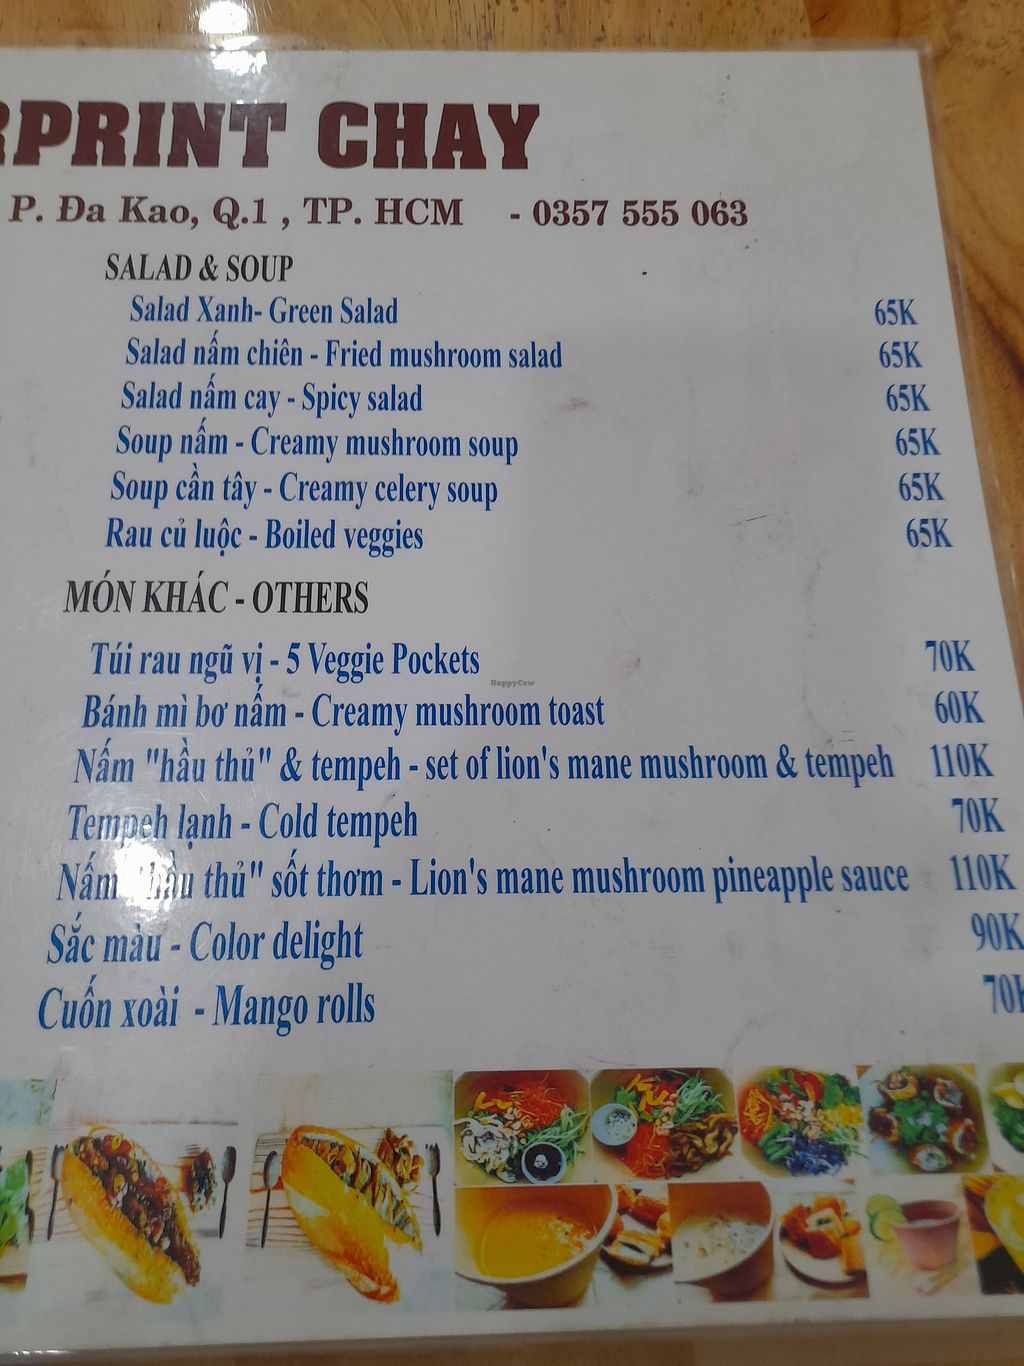 RPRINT CHAY
P. Đa Kao, Q.1 , TP. HCM - 0357 555 063
SALAD & SOUP
Salad Xanh- Green Salad 65K
Salad nấm chiên - Fried mushroom salad 65K
Salad nấm cay - Spicy salad 65K
Soup nấm - Creamy mushroom soup 65K
Soup cần tây - Creamy celery soup 65K
Rau củ luộc - Boiled veggies 65K
MÓN KHÁC - OTHERS
Túi rau ngũ vị - 5 Veggie Pockets 70K
HappyCow
Bánh mì bơ nấm - Creamy mushroom toast 60K
Nấm "hầu thủ" & tempeh - set of lion's mane mushroom & tempeh 110K
Tempeh lạnh - Cold tempeh 70K
Nấm "hầu thủ" sốt thơm - Lion's mane mushroom pineapple sauce 110K
Sắc màu - Color delight 90K
Cuốn xoài - Mango rolls 70K